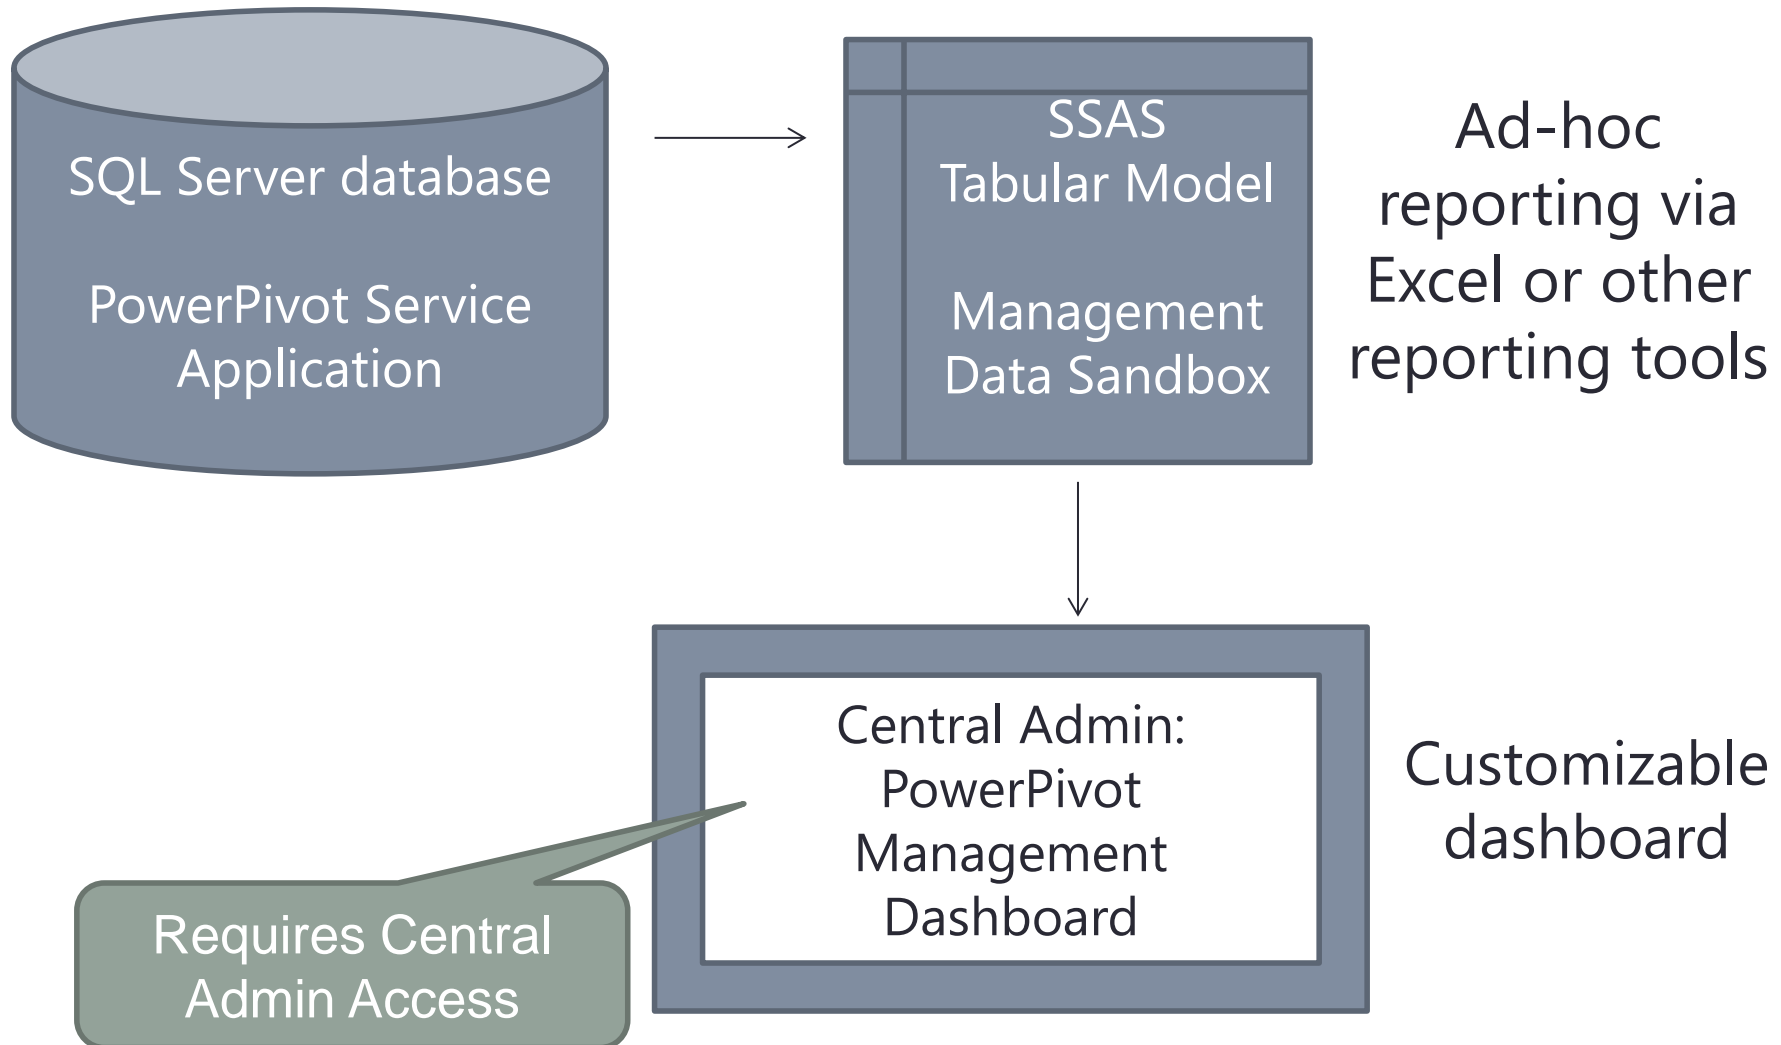 SQL Server database
PowerPivot Service
Application
SSAS
Tabular Model
Management
Data Sandbox
Ad-hoc
reporting via
Excel or other
reporting tools
Central Admin:
PowerPivot
Management
Dashboard
Customizable
dashboard
Requires Central
Admin Access